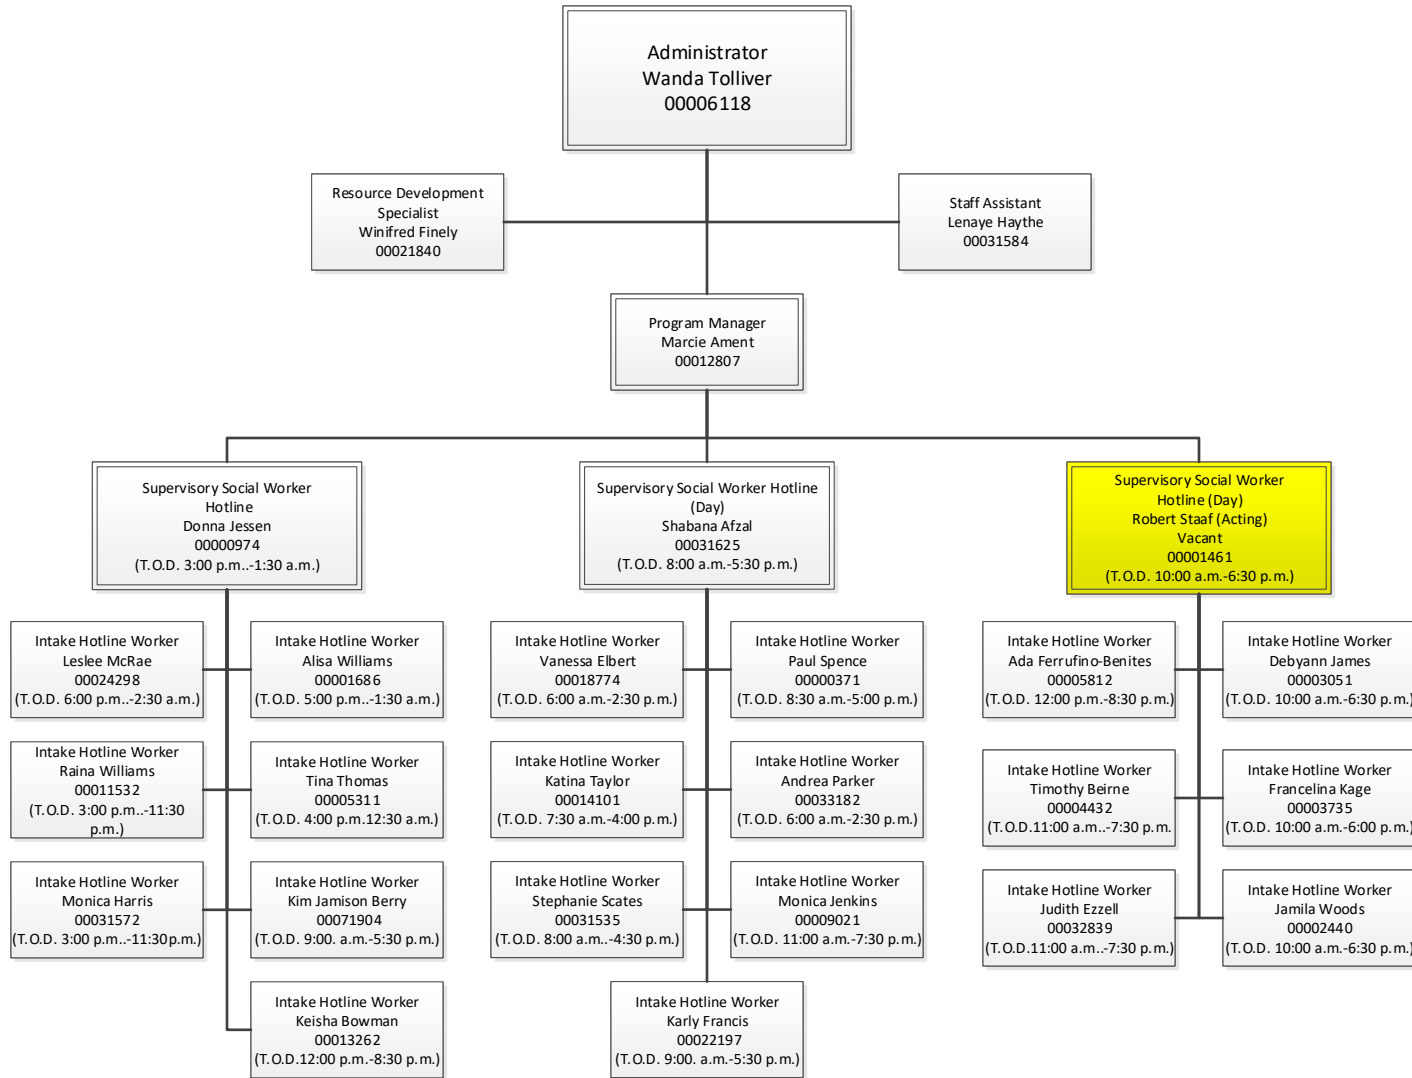 Administrator
Wanda Tolliver
00006118
Resource Development
Specialist
Winifred Finely
00021840
Staff Assistant
Lenaye Haythe
00031584
Program Manager
Marcie Ament
00012807
Supervisory Social Worker
Hotline
Donna Jessen
00000974
(T.O.D. 3:00 p.m..-1:30 a.m.)
Supervisory Social Worker Hotline
(Day)
Shabana Afzal
00031625
(T.O.D. 8:00 a.m.-5:30 p.m.)
Supervisory Social Worker
Hotline (Day)
Robert Staaf (Acting)
Vacant
00001461
(T.O.D. 10:00 a.m.-6:30 p.m.)
Intake Hotline Worker
Leslee McRae
00024298
(T.O.D. 6:00 p.m..-2:30 a.m.)
Intake Hotline Worker
Alisa Williams
00001686
(T.O.D. 5:00 p.m..-1:30 a.m.)
Intake Hotline Worker
Vanessa Elbert
00018774
(T.O.D. 6:00 a.m.-2:30 p.m.)
Intake Hotline Worker
Paul Spence
00000371
(T.O.D. 8:30 a.m.-5:00 p.m.)
Intake Hotline Worker
Ada Ferrufino-Benites
00005812
(T.O.D. 12:00 p.m.-8:30 p.m.)
Intake Hotline Worker
Debyann James
00003051
(T.O.D. 10:00 a.m.-6:30 p.m.)
Intake Hotline Worker
Raina Williams
00011532
(T.O.D. 3:00 p.m..-11:30
p.m.)
Intake Hotline Worker
Tina Thomas
00005311
(T.O.D. 4:00 p.m.12:30 a.m.)
Intake Hotline Worker
Katina Taylor
00014101
(T.O.D. 7:30 a.m.-4:00 p.m.)
Intake Hotline Worker
Andrea Parker
00033182
(T.O.D. 6:00 a.m.-2:30 p.m.)
Intake Hotline Worker
Timothy Beirne
00004432
(T.O.D.11:00 a.m..-7:30 p.m.
Intake Hotline Worker
Francelina Kage
00003735
(T.O.D. 10:00 a.m.-6:00 p.m.)
Intake Hotline Worker
Monica Harris
00031572
(T.O.D. 3:00 p.m..-11:30p.m.)
Intake Hotline Worker
Kim Jamison Berry
00071904
(T.O.D. 9:00. a.m.-5:30 p.m.)
Intake Hotline Worker
Stephanie Scates
00031535
(T.O.D. 8:00 a.m..-4:30 p.m.)
Intake Hotline Worker
Monica Jenkins
00009021
(T.O.D. 11:00 a.m.-7:30 p.m.)
Intake Hotline Worker
Judith Ezzell
00032839
(T.O.D.11:00 a.m..-7:30 p.m.)
Intake Hotline Worker
Jamila Woods
00002440
(T.O.D. 10:00 a.m.-6:30 p.m.)
Intake Hotline Worker
Keisha Bowman
00013262
(T.O.D.12:00 p.m.-8:30 p.m.)
Intake Hotline Worker
Karly Francis
00022197
(T.O.D. 9:00. a.m.-5:30 p.m.)